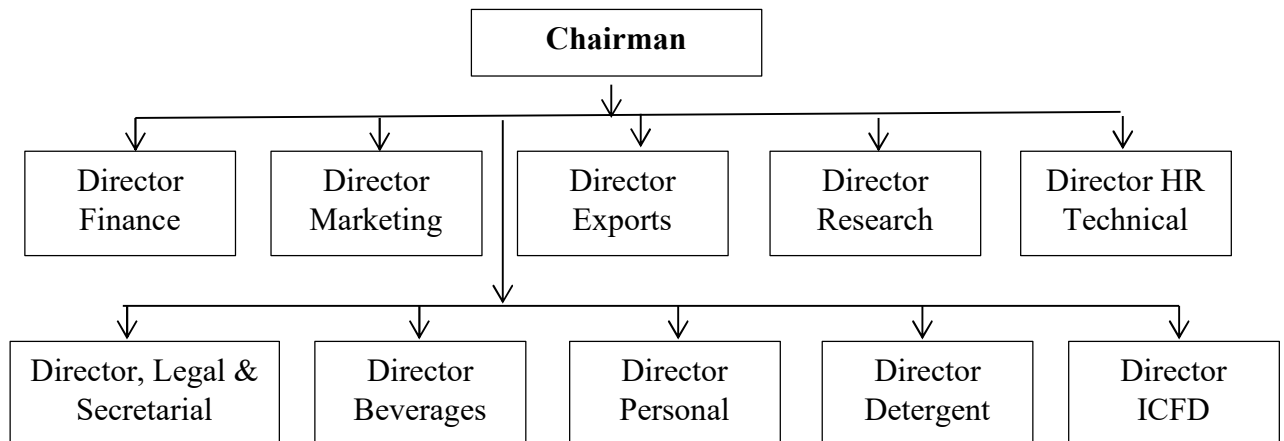 Chairman
Director
Finance
Director
Marketing
Director
Exports
Director
Research
Director HR
Technical
Director, Legal &
Secretarial
Director
Beverages
Director
Personal
Director
Detergent
Director
ICFD